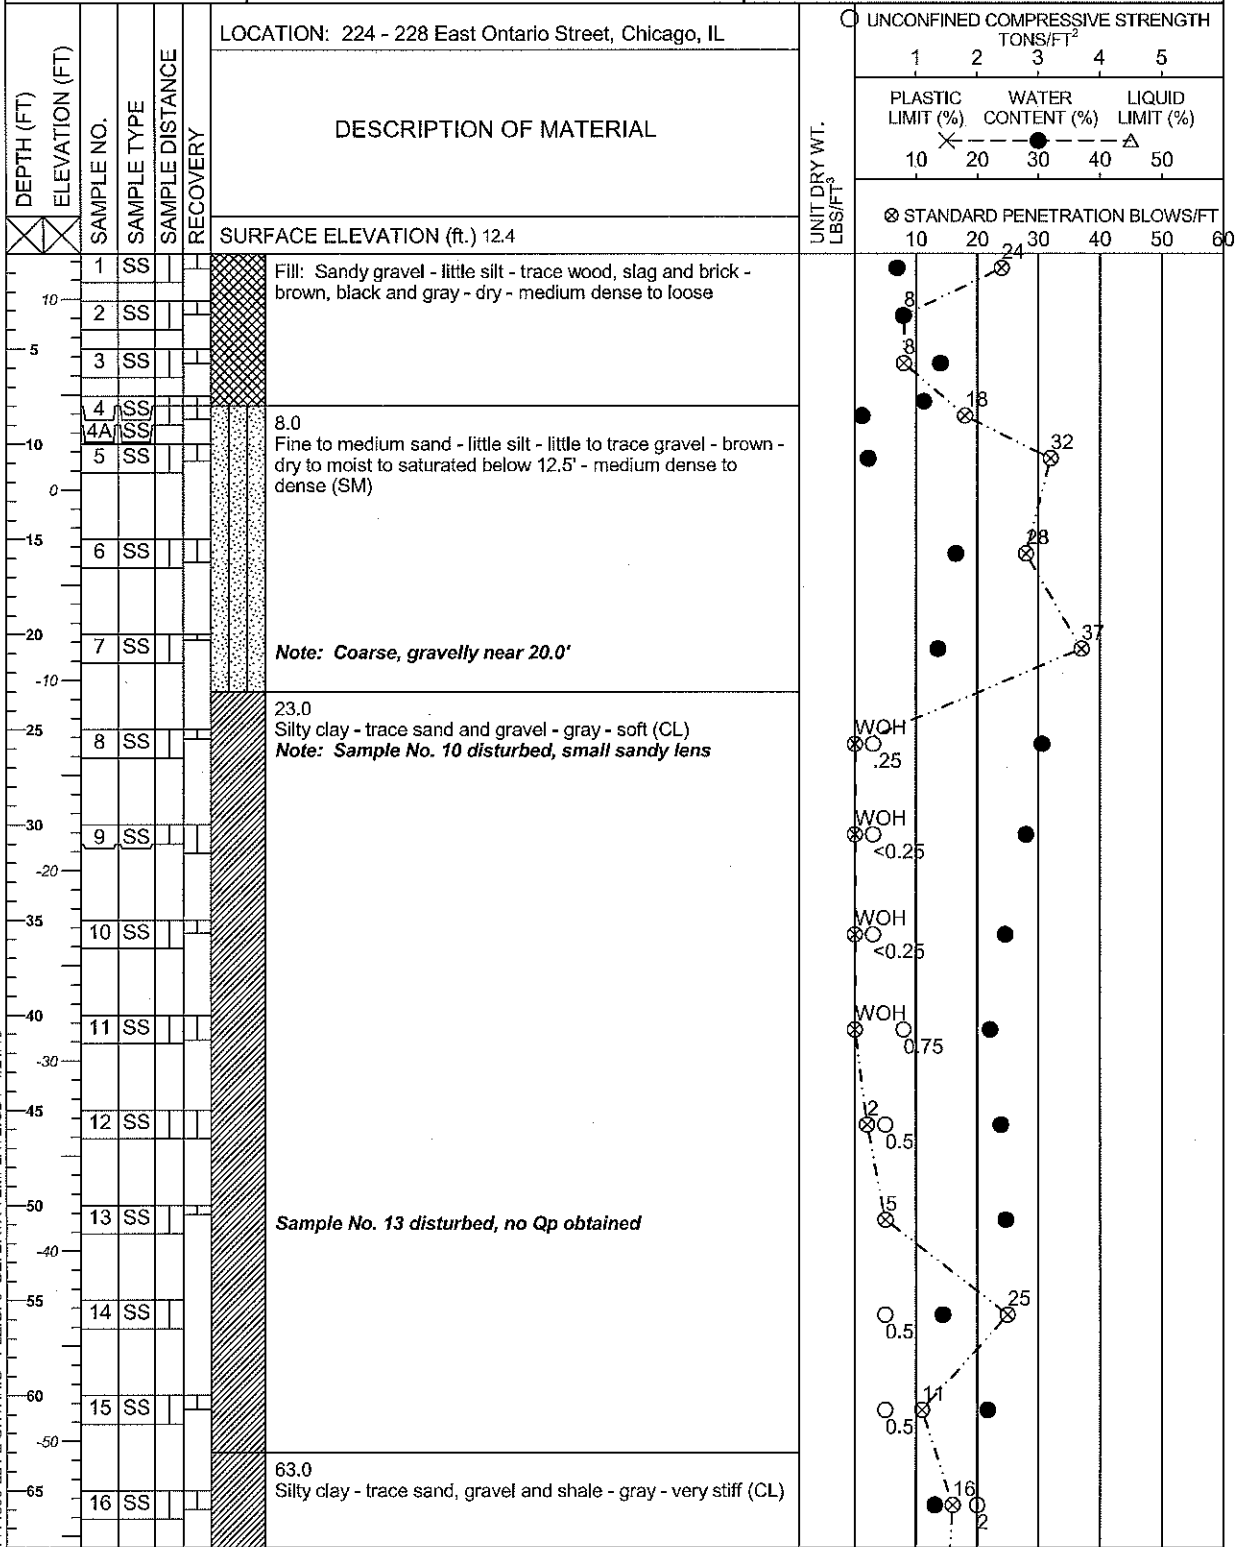 LOCATION: 224 - 228 East Ontario Street, Chicago, IL
UNCONFINED COMPRESSIVE STRENGTH
TONS/FT²
1 2 3 4 5
DEPTH (FT)
ELEVATION (FT)
SAMPLE NO.
SAMPLE TYPE
SAMPLE DISTANCE
RECOVERY
DESCRIPTION OF MATERIAL
UNIT DRY WT.
LBS/FT³
PLASTIC WATER LIQUID
LIMIT (%) CONTENT (%) LIMIT (%)
10 20 30 40 50
STANDARD PENETRATION BLOWS/FT
10 20 30 40 50 60
SURFACE ELEVATION (ft.) 12.4
1 SS
Fill: Sandy gravel - little silt - trace wood, slag and brick -
brown, black and gray - dry - medium dense to loose
24
10
2 SS
8
5
3 SS
8
4 SS
18
4A SS
8.0
Fine to medium sand - little silt - little to trace gravel - brown -
dry to moist to saturated below 12.5' - medium dense to
dense (SM)
10
5 SS
32
0
15
6 SS
28
20
7 SS
Note: Coarse, gravelly near 20.0'
37
-10
23.0
Silty clay - trace sand and gravel - gray - soft (CL)
Note: Sample No. 10 disturbed, small sandy lens
25
8 SS
WOH
.25
30
9 SS
WOH
<0.25
-20
35
10 SS
WOH
<0.25
40
11 SS
WOH
0.75
-30
45
12 SS
2
0.5
50
13 SS
Sample No. 13 disturbed, no Qp obtained
5
-40
55
14 SS
25
0.5
60
15 SS
11
0.5
-50
63.0
Silty clay - trace sand, gravel and shale - gray - very stiff (CL)
65
16 SS
16
2